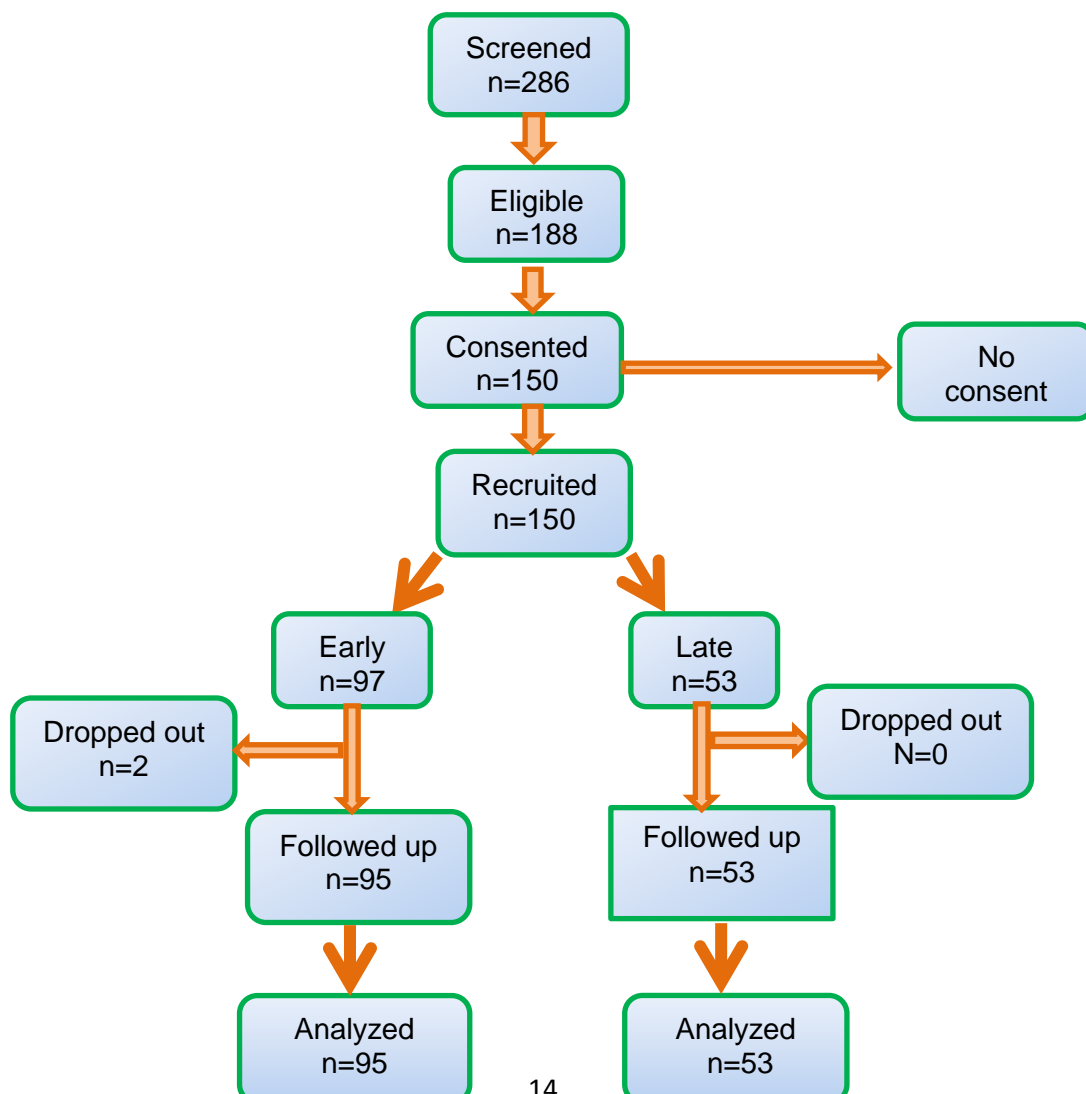 Screened
n=286
Eligible
n=188
Consented
n=150
No
consent
Recruited
n=150
Early
n=97
Late
n=53
Dropped out
n=2
Dropped out
N=0
Followed up
n=95
Followed up
n=53
Analyzed
n=95
Analyzed
n=53
14